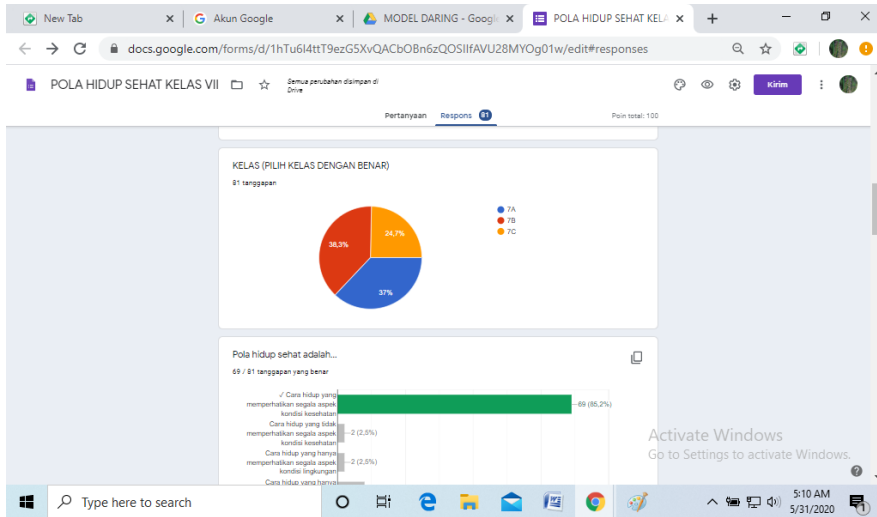 New Tab
Akun Google
MODEL DARING - Googl
POLA HIDUP SEHAT KELA
docs.google.com/forms/d/1hTu6I4ttT9ezG5XvQACbOBn6zQOSIIfAVU28MYOg01w/edit#responses
POLA HIDUP SEHAT KELAS VII
Semua perubahan disimpan di
Drive
Kirim
Pertanyaan
Respons 81
Poin total: 100
KELAS (PILIH KELAS DENGAN BENAR)
81 tanggapan
7A
7B
7C
38,3%
24,7%
37%
Pola hidup sehat adalah...
69 / 81 tanggapan yang benar
✓ Cara hidup yang
memperhatikan segala aspek
kondisi kesehatan
69 (85,2%)
Cara hidup yang tidak
memperhatikan segala aspek
kondisi kesehatan
2 (2,5%)
Cara hidup yang hanya
memperhatikan segala aspek
kondisi lingkungan
2 (2,5%)
Cara hidup yang hanya
Activate Windows
Go to Settings to activate Windows.
Type here to search
5:10 AM
5/31/2020
1